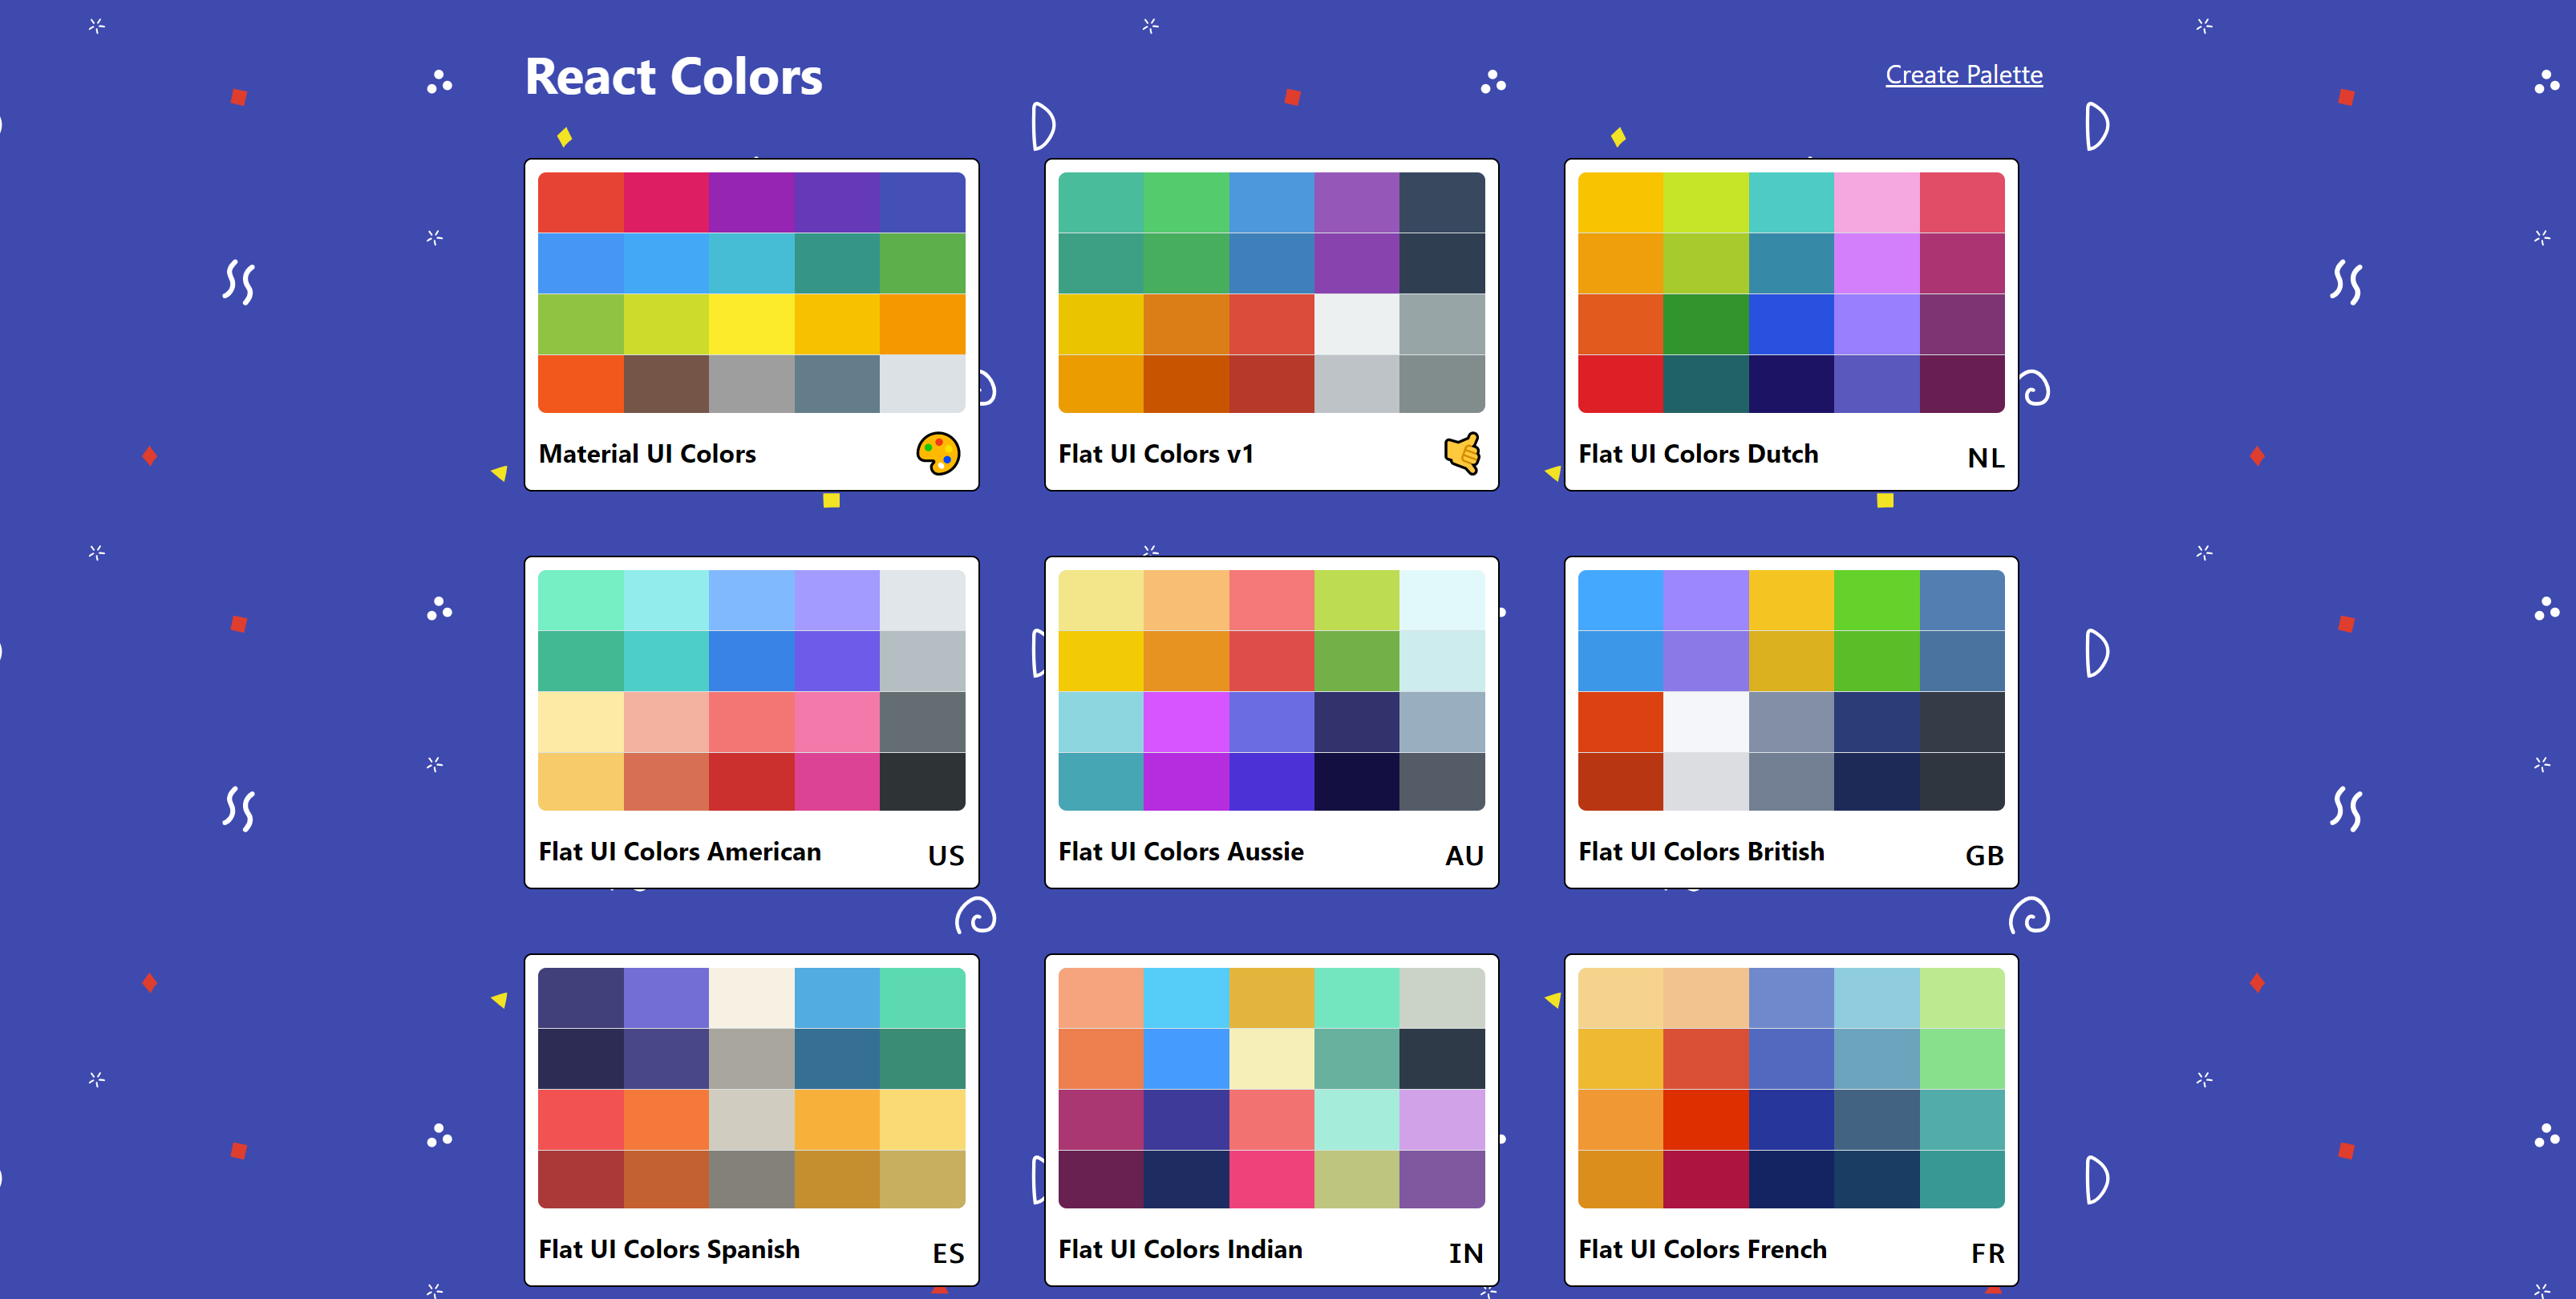 React Colors
Create Palette
Material UI Colors
Flat UI Colors v1
Flat UI Colors Dutch
NL
Flat UI Colors American
US
Flat UI Colors Aussie
AU
Flat UI Colors British
GB
Flat UI Colors Spanish
ES
Flat UI Colors Indian
IN
Flat UI Colors French
FR